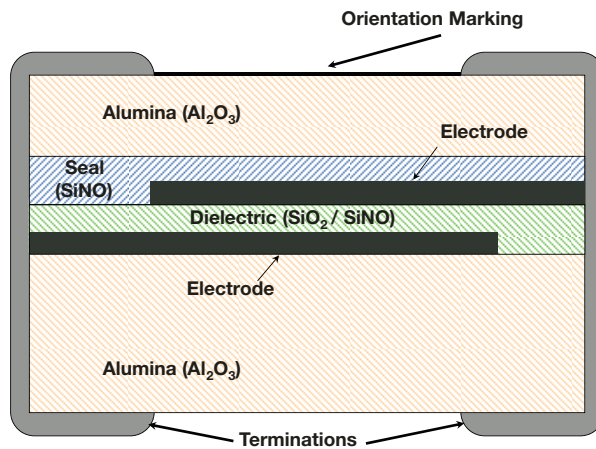 Orientation Marking
Alumina (Al₂O₃)
Electrode
Seal
(SiNO)
Dielectric (SiO₂ / SiNO)
Electrode
Alumina (Al₂O₃)
Terminations